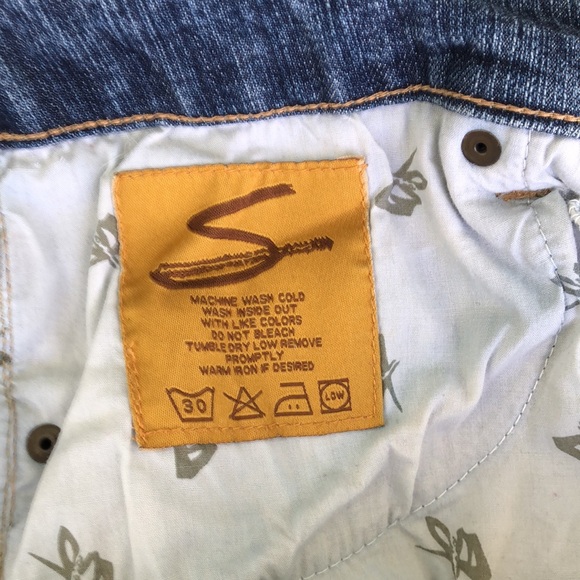 S
MACHINE WASH COLD
WASH INSIDE OUT
WITH LIKE COLORS
DO NOT BLEACH
TUMBLE DRY LOW REMOVE
PROMPTLY
WARM IRON IF DESIRED
30 LOW